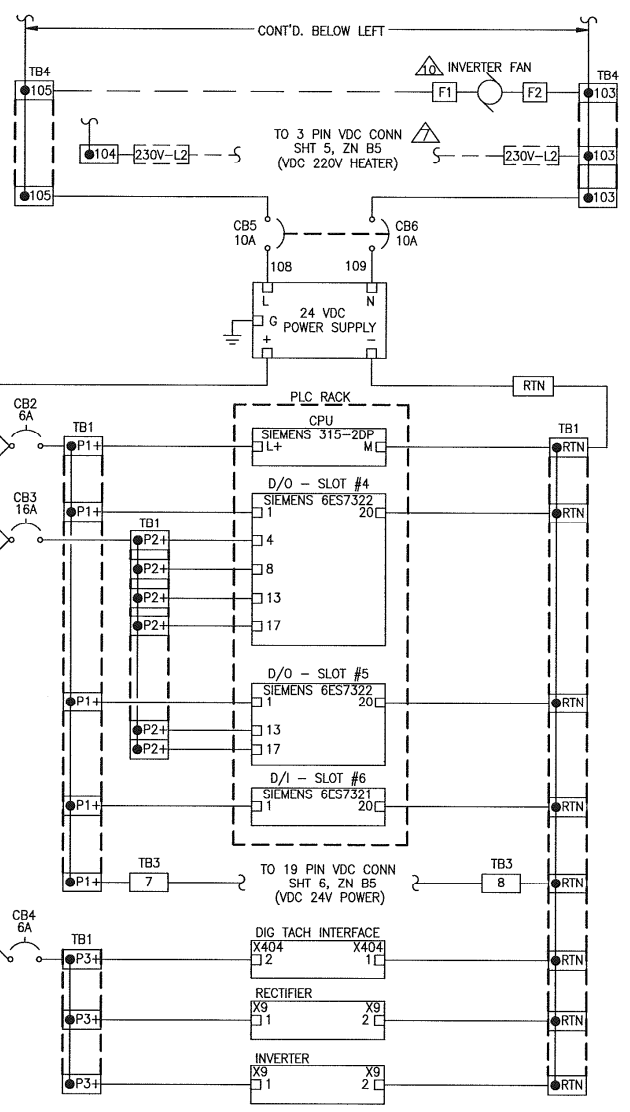 CONT'D. BELOW LEFT
TB4
10 INVERTER FAN
TB4
105
F1
F2
103
TO 3 PIN VDC CONN 7
104
230V-L2
SHT 5, ZN B5
230V-L2
103
(VDC 220V HEATER)
105
103
CB5
10A
CB6
10A
108
109
L
N
G
24 VDC
POWER SUPPLY
+
-
RTN
PLC RACK
CB2
6A
TB1
CPU
TB1
SIEMENS 315-2DP
P1+
L+
M
RTN
D/O - SLOT #4
CB3
16A
SIEMENS 6ES7322
P1+
1
20
RTN
TB1
P2+
4
P2+
8
P2+
13
P2+
17
D/O - SLOT #5
SIEMENS 6ES7322
P1+
1
20
RTN
P2+
13
P2+
17
D/I - SLOT #6
SIEMENS 6ES7321
P1+
1
20
RTN
TB3
TO 19 PIN VDC CONN
TB3
P1+
7
SHT 6, ZN B5
8
RTN
(VDC 24V POWER)
CB4
6A
TB1
DIG TACH INTERFACE
X404
X404
P3+
2
1
RTN
RECTIFIER
X9
X9
P3+
1
2
RTN
INVERTER
X9
X9
P3+
1
2
RTN